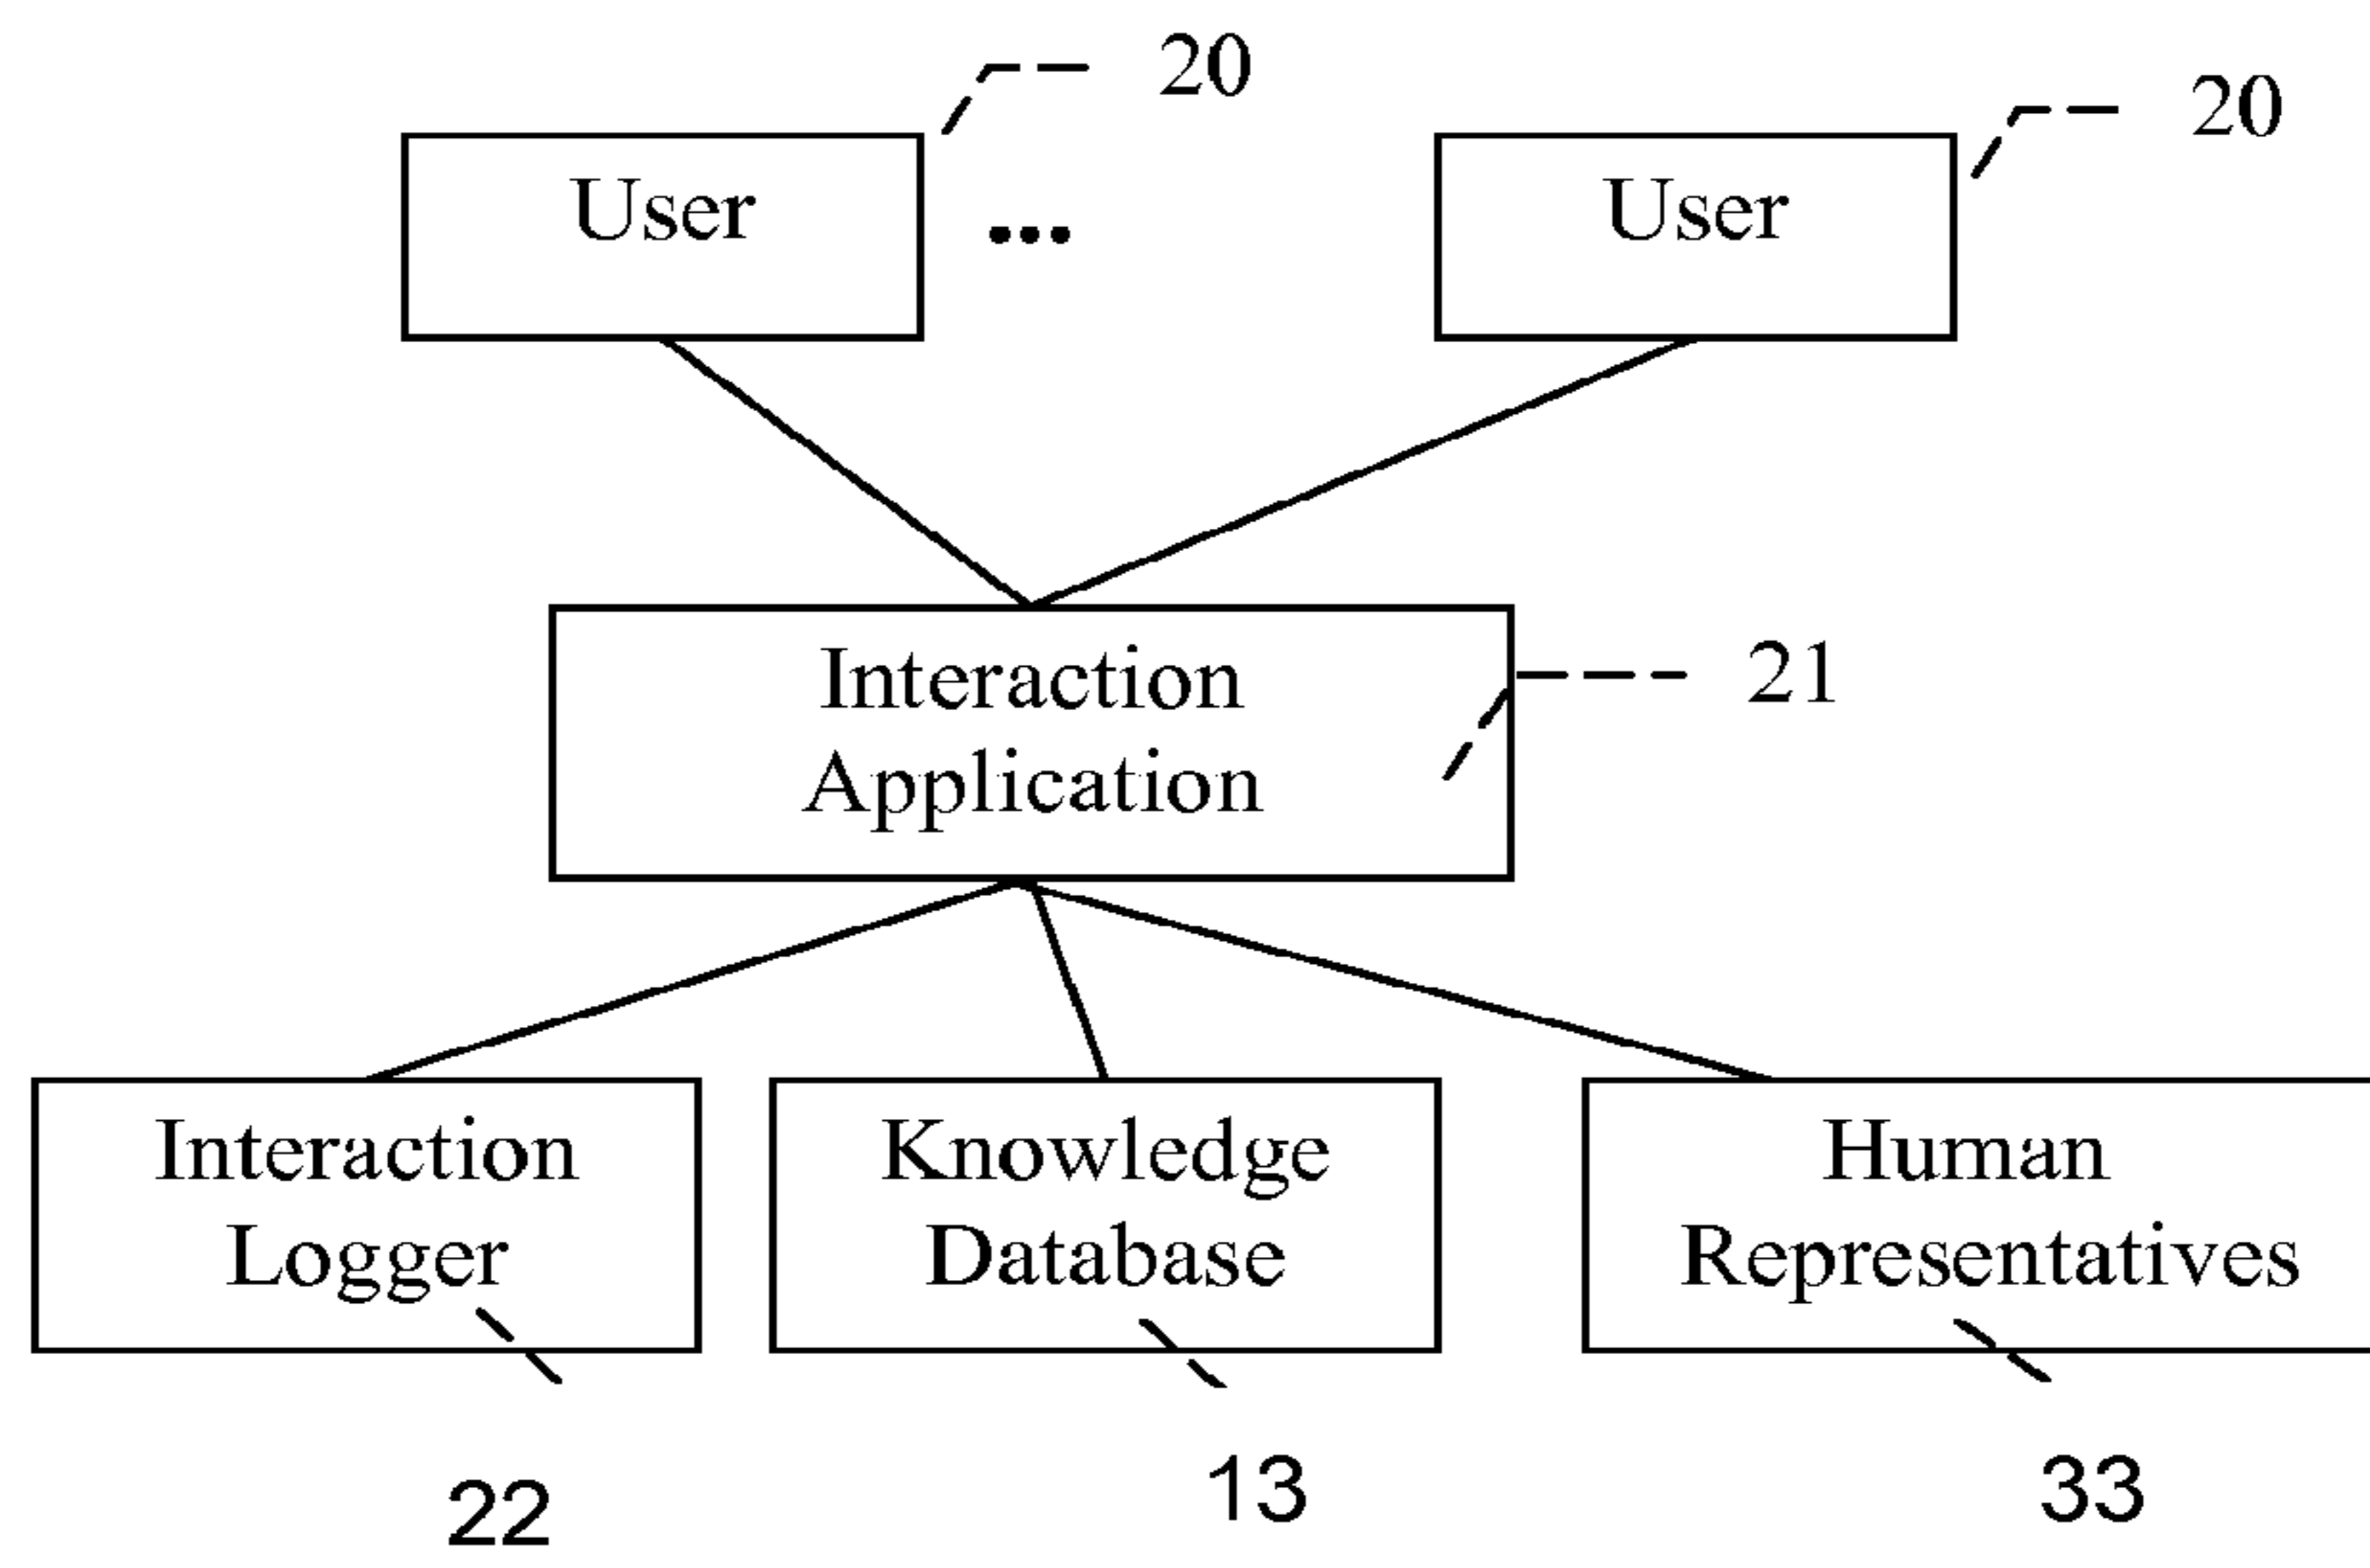 20
20
User
...
User
Interaction
Application
21
Interaction
Logger
Knowledge
Database
Human
Representatives
22
13
33